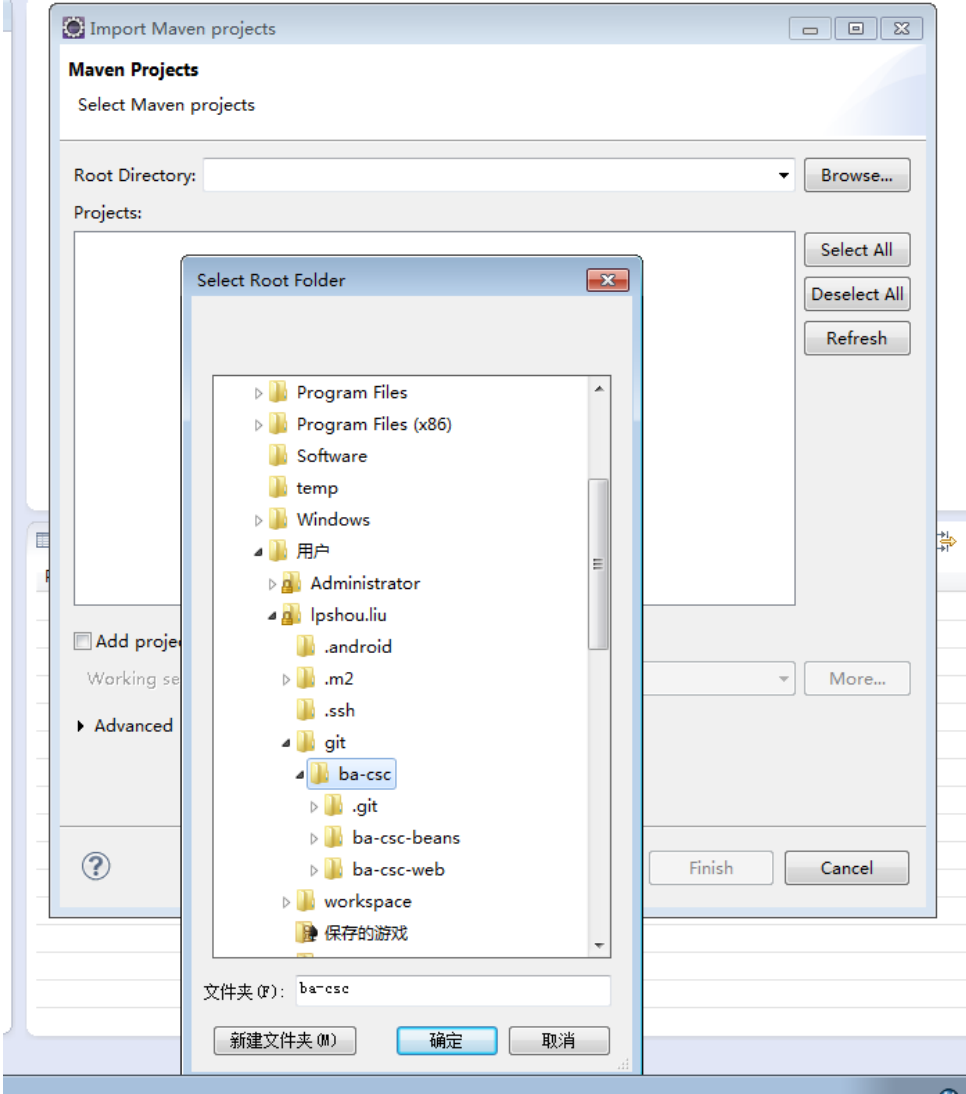 Import Maven projects
Maven Projects
Select Maven projects
Root Directory:
Browse...
Projects:
Select All
Deselect All
Refresh
Select Root Folder
Program Files
Program Files (x86)
Software
temp
Windows
用户
Administrator
lpshou.liu
.android
.m2
.ssh
git
ba-csc
.git
ba-csc-beans
ba-csc-web
workspace
保存的游戏
文件夹(F): ba-csc
新建文件夹(M)
确定
取消
Add projec
Working se
More...
Advanced
?
Finish
Cancel